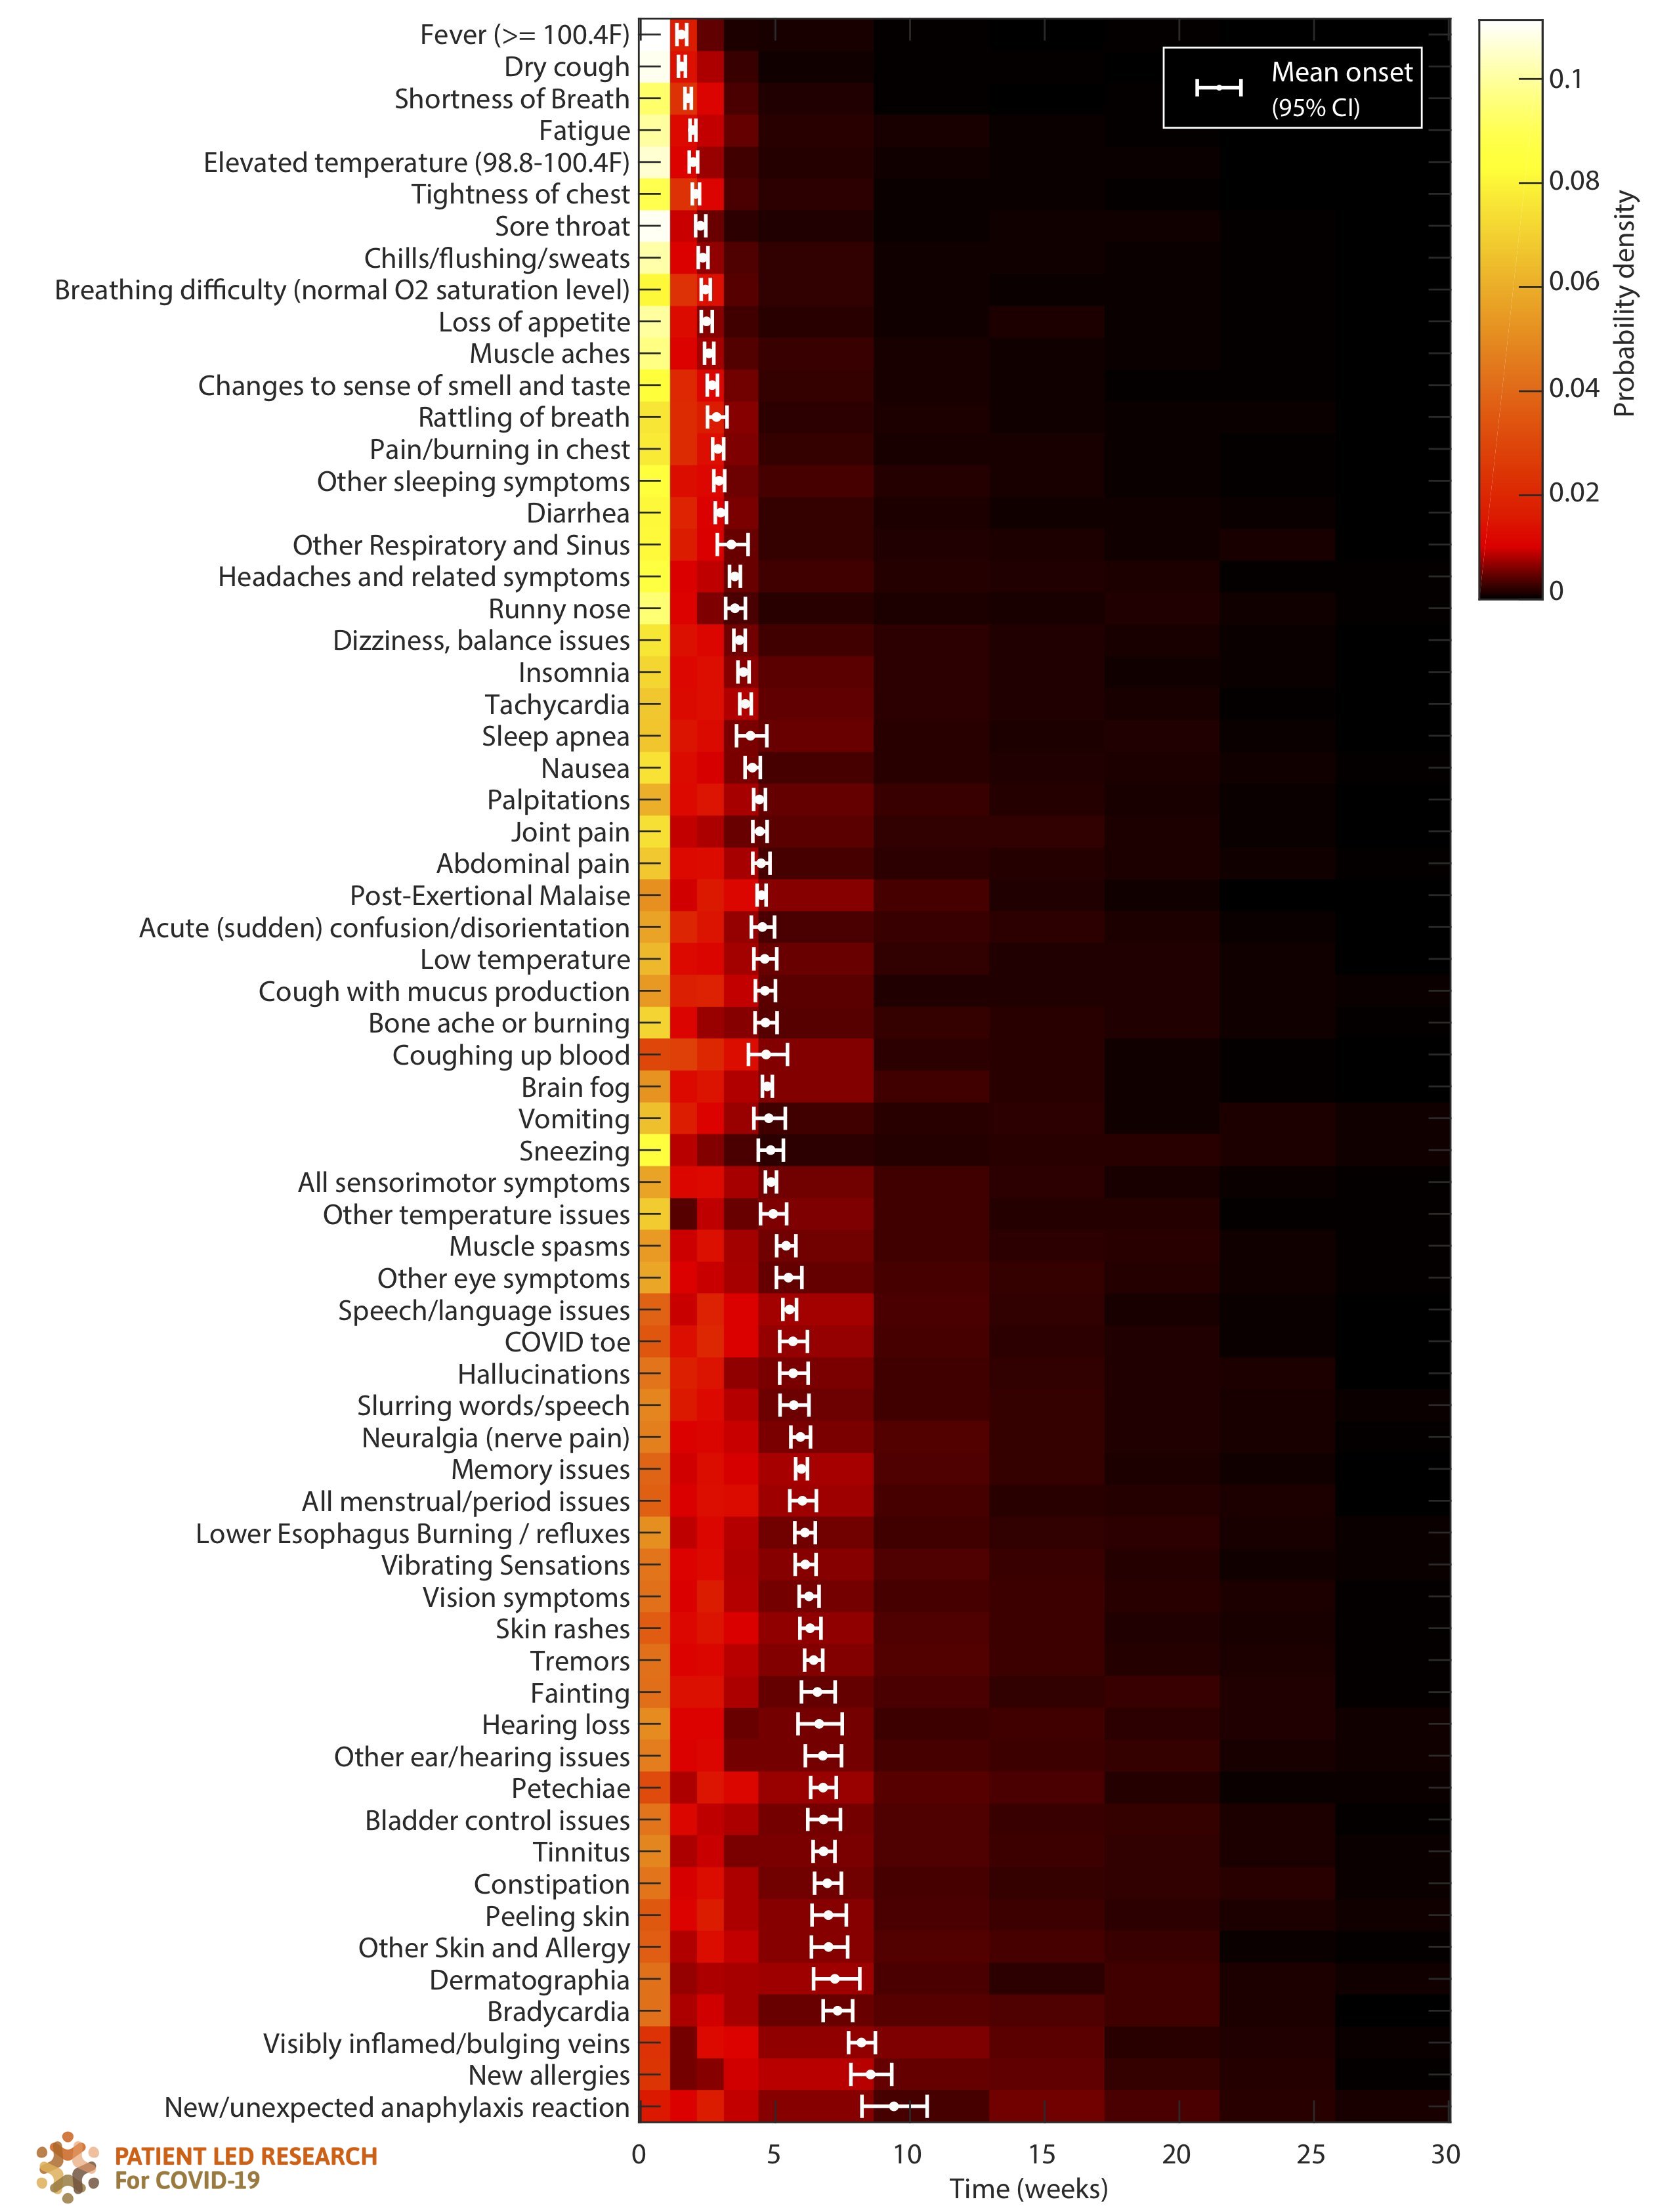 Fever (>= 100.4F)
Dry cough
Shortness of Breath
Fatigue
Elevated temperature (98.8-100.4F)
Tightness of chest
Sore throat
Chills/flushing/sweats
Breathing difficulty (normal O2 saturation level)
Loss of appetite
Muscle aches
Changes to sense of smell and taste
Rattling of breath
Pain/burning in chest
Other sleeping symptoms
Diarrhea
Other Respiratory and Sinus
Headaches and related symptoms
Runny nose
Dizziness, balance issues
Insomnia
Tachycardia
Sleep apnea
Nausea
Palpitations
Joint pain
Abdominal pain
Post-Exertional Malaise
Acute (sudden) confusion/disorientation
Low temperature
Cough with mucus production
Bone ache or burning
Coughing up blood
Brain fog
Vomiting
Sneezing
All sensorimotor symptoms
Other temperature issues
Muscle spasms
Other eye symptoms
Speech/language issues
COVID toe
Hallucinations
Slurring words/speech
Neuralgia (nerve pain)
Memory issues
All menstrual/period issues
Lower Esophagus Burning / refluxes
Vibrating Sensations
Vision symptoms
Skin rashes
Tremors
Fainting
Hearing loss
Other ear/hearing issues
Petechiae
Bladder control issues
Tinnitus
Constipation
Peeling skin
Other Skin and Allergy
Dermatographia
Bradycardia
Visibly inflamed/bulging veins
New allergies
New/unexpected anaphylaxis reaction
0 5 10 15 20 25 30
Time (weeks)
Mean onset
(95% CI)
0.1
0.08
0.06
0.04
0.02
0
Probability density
PATIENT LED RESEARCH
For COVID-19